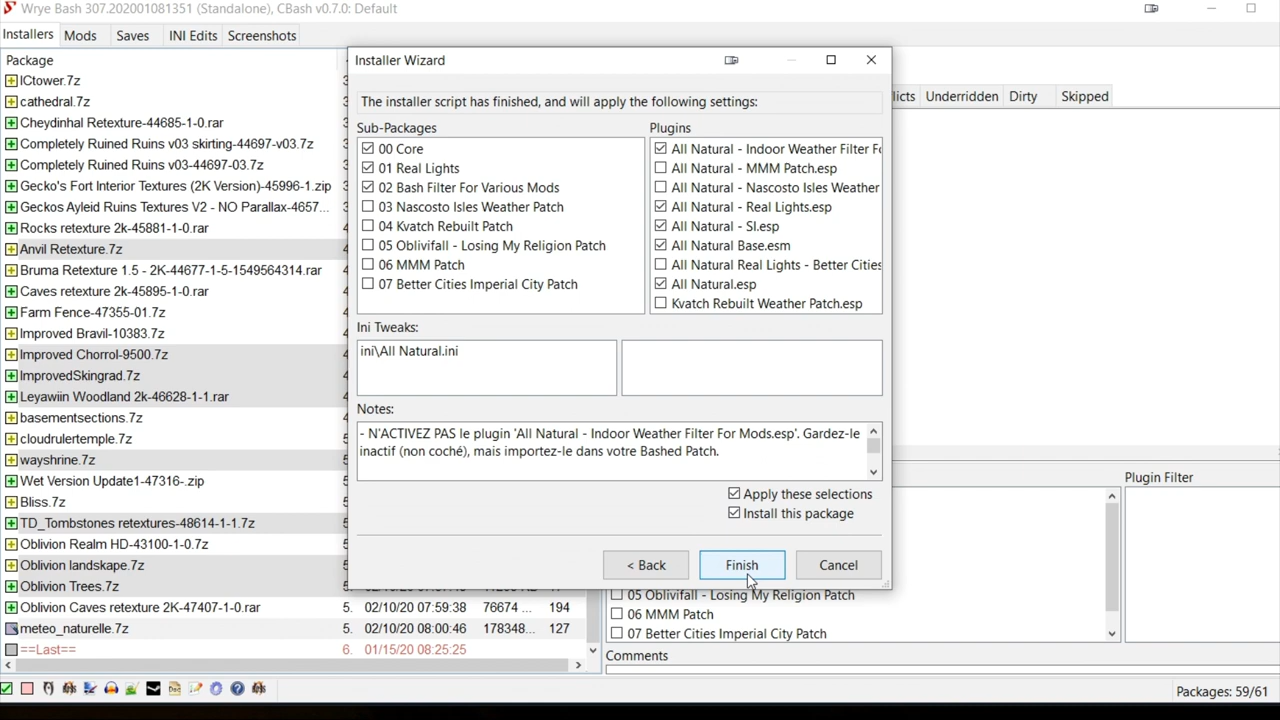 Wrye Bash 307.202001081351 (Standalone), CBash v0.7.0: Default
Installers Mods Saves INI Edits Screenshots
Package
ICtower.7z
cathedral.7z
Cheydinhal Retexture-44685-1-0.rar
Completely Ruined Ruins v03 skirting-44697-v03.7z
Completely Ruined Ruins v03-44697-03.7z
Gecko's Fort Interior Textures (2K Version)-45996-1.zip
Geckos Ayleid Ruins Textures V2 - NO Parallax-4657...
Rocks retexture 2k-45881-1-0.rar
Anvil Retexture.7z
Bruma Retexture 1.5 - 2K-44677-1-5-1549564314.rar
Caves retexture 2k-45895-1-0.rar
Farm Fence-47355-01.7z
Improved Bravil-10383.7z
Improved Chorrol-9500.7z
ImprovedSkingrad.7z
Leyawiin Woodland 2k-46628-1-1.rar
basementsections.7z
cloudrulertemple.7z
wayshrine.7z
Wet Version Update1-47316-.zip
Bliss.7z
TD_Tombstones retextures-48614-1-1.7z
Oblivion Realm HD-43100-1-0.7z
Oblivion landskape.7z
Oblivion Trees.7z
Oblivion Caves retexture 2K-47407-1-0.rar 5. 02/10/20 07:59:38 76674 ... 194
meteo_naturelle.7z 5. 02/10/20 08:00:46 178348... 127
==Last== 6. 01/15/20 08:25:25
Installer Wizard
The installer script has finished, and will apply the following settings:
Sub-Packages
00 Core
01 Real Lights
02 Bash Filter For Various Mods
03 Nascosto Isles Weather Patch
04 Kvatch Rebuilt Patch
05 Oblivifall - Losing My Religion Patch
06 MMM Patch
07 Better Cities Imperial City Patch
Plugins
All Natural - Indoor Weather Filter Fo
All Natural - MMM Patch.esp
All Natural - Nascosto Isles Weather
All Natural - Real Lights.esp
All Natural - SI.esp
All Natural Base.esm
All Natural Real Lights - Better Cities
All Natural.esp
Kvatch Rebuilt Weather Patch.esp
Ini Tweaks:
ini\All Natural.ini
Notes:
- N'ACTIVEZ PAS le plugin 'All Natural - Indoor Weather Filter For Mods.esp'. Gardez-le
inactif (non coché), mais importez-le dans votre Bashed Patch.
Apply these selections
Install this package
< Back Finish Cancel
licts Underridden Dirty Skipped
Plugin Filter
05 Oblivifall - Losing My Religion Patch
06 MMM Patch
07 Better Cities Imperial City Patch
Comments
Packages: 59/61